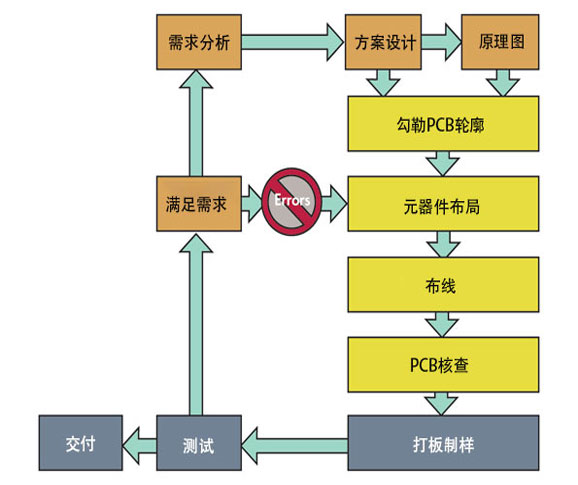 需求分析
方案设计
原理图
勾勒PCB轮廓
满足需求
Errors
元器件布局
布线
PCB核查
交付
测试
打板制样